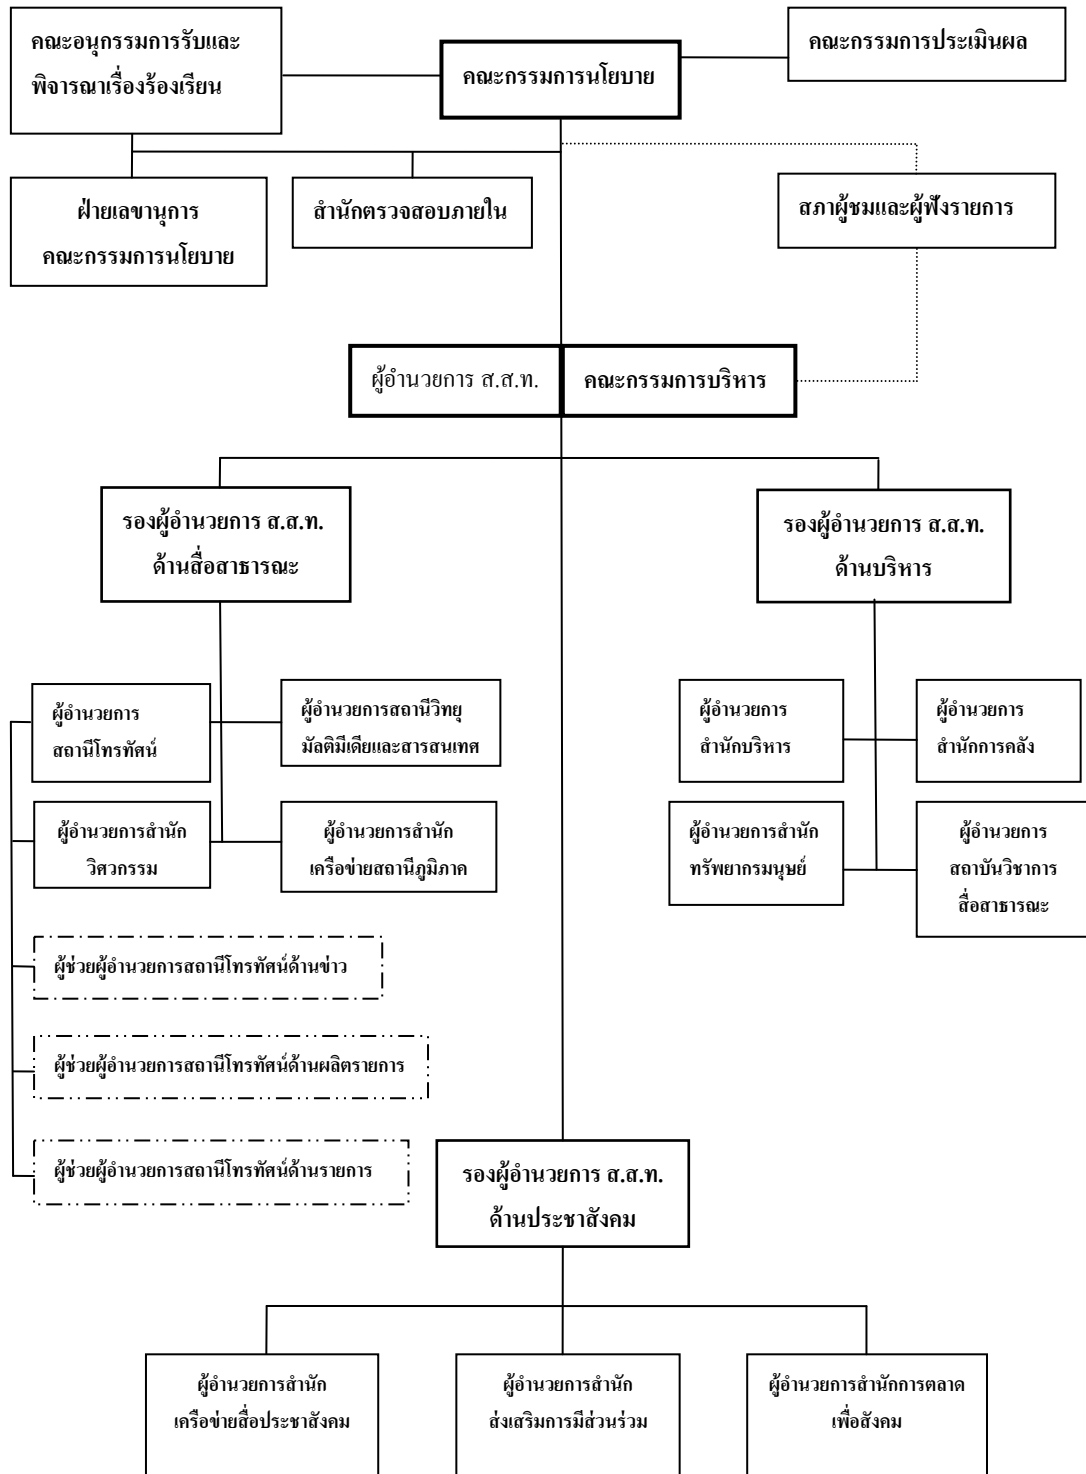 คณะอนุกรรมการรับและ
พิจารณาเรื่องร้องเรียน
คณะกรรมการนโยบาย
คณะกรรมการประเมินผล
ฝ่ายเลขานุการ
คณะกรรมการนโยบาย
สำนักตรวจสอบภายใน
สภาผู้ชมและผู้ฟังรายการ
ผู้อำนวยการ ส.ส.ท.
คณะกรรมการบริหาร
รองผู้อำนวยการ ส.ส.ท.
ด้านสื่อสาธารณะ
รองผู้อำนวยการ ส.ส.ท.
ด้านบริหาร
ผู้อำนวยการ
สถานีโทรทัศน์
ผู้อำนวยการสถานีวิทยุ
มัลติมีเดียและสารสนเทศ
ผู้อำนวยการ
สำนักบริหาร
ผู้อำนวยการ
สำนักการคลัง
ผู้อำนวยการสำนัก
วิศวกรรม
ผู้อำนวยการสำนัก
เครือข่ายสถานีภูมิภาค
ผู้อำนวยการสำนัก
ทรัพยากรมนุษย์
ผู้อำนวยการ
สถาบันวิชาการ
สื่อสาธารณะ
ผู้ช่วยผู้อำนวยการสถานีโทรทัศน์ด้านข่าว
ผู้ช่วยผู้อำนวยการสถานีโทรทัศน์ด้านผลิตรายการ
ผู้ช่วยผู้อำนวยการสถานีโทรทัศน์ด้านรายการ
รองผู้อำนวยการ ส.ส.ท.
ด้านประชาสังคม
ผู้อำนวยการสำนัก
เครือข่ายสื่อประชาสังคม
ผู้อำนวยการสำนัก
ส่งเสริมการมีส่วนร่วม
ผู้อำนวยการสำนักการตลาด
เพื่อสังคม